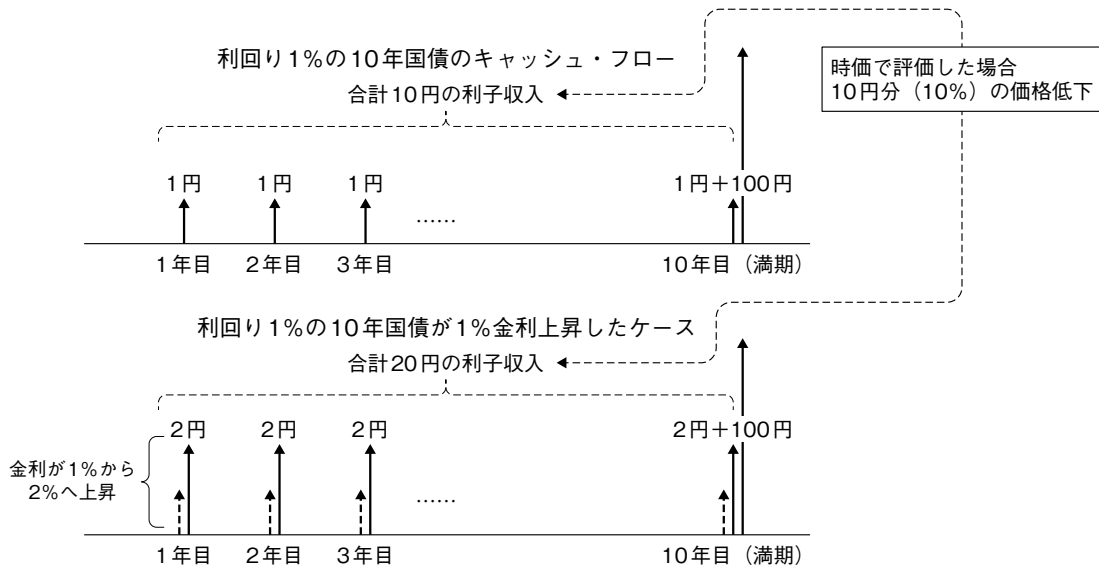 利回り1%の10年国債のキャッシュ・フロー
合計10円の利子収入
時価で評価した場合
10円分（10%）の価格低下
1円 1円 1円 1円＋100円
……
1年目 2年目 3年目 10年目（満期）
利回り1%の10年国債が1%金利上昇したケース
合計20円の利子収入
2円 2円 2円 2円＋100円
金利が1%から
2%へ上昇
……
1年目 2年目 3年目 10年目（満期）